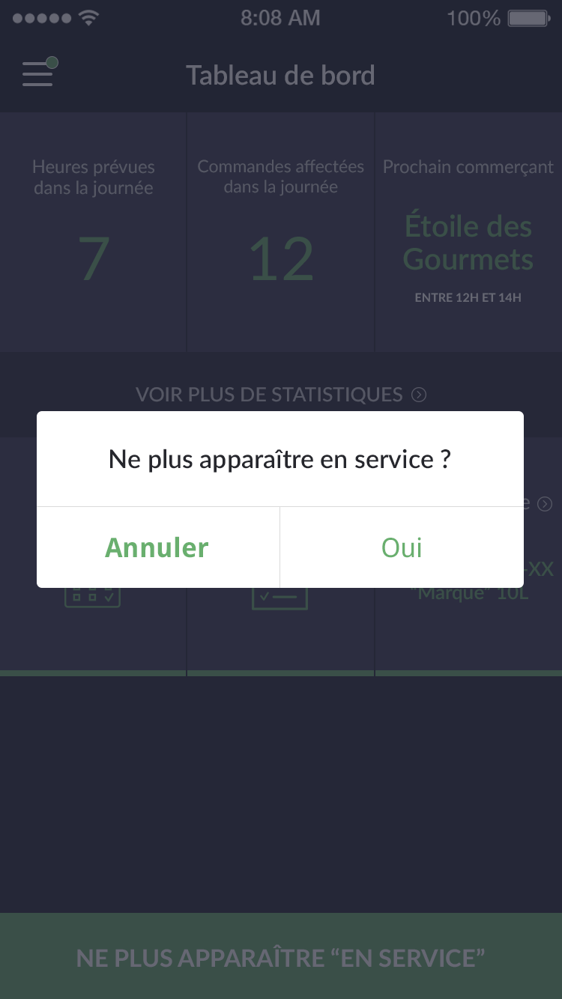 8:08 AM 100%
Tableau de bord
Heures prévues
dans la journée
7
Commandes affectées
dans la journée
12
Prochain commerçant
Étoile des
Gourmets
ENTRE 12H ET 14H
VOIR PLUS DE STATISTIQUES
Ne plus apparaître en service ?
Annuler Oui
e
-XX
"Marque" 10L
NE PLUS APPARAÎTRE “EN SERVICE”